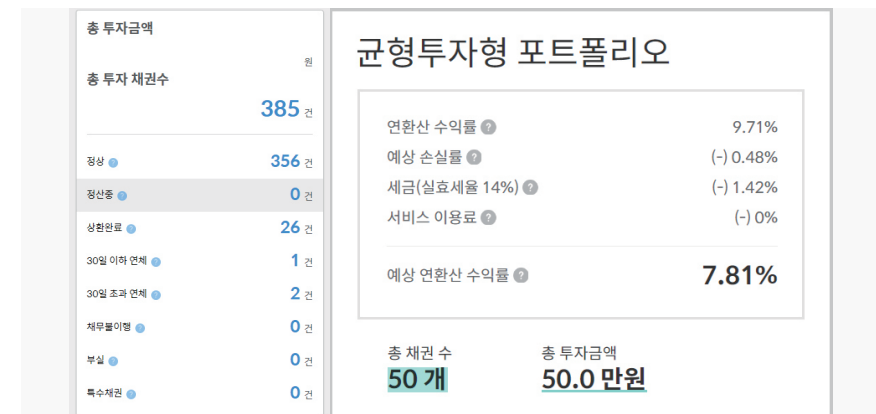 총 투자금액
원
총 투자 채권수
385 건
정상 ?
356 건
정산중 ?
0 건
상환완료 ?
26 건
30일 이하 연체 ?
1 건
30일 초과 연체 ?
2 건
채무불이행 ?
0 건
부실 ?
0 건
특수채권 ?
0 건
균형투자형 포트폴리오
연환산 수익률 ?
9.71%
예상 손실률 ?
(-) 0.48%
세금(실효세율 14%) ?
(-) 1.42%
서비스 이용료 ?
(-) 0%
예상 연환산 수익률 ?
7.81%
총 채권 수
50 개
총 투자금액
50.0 만원